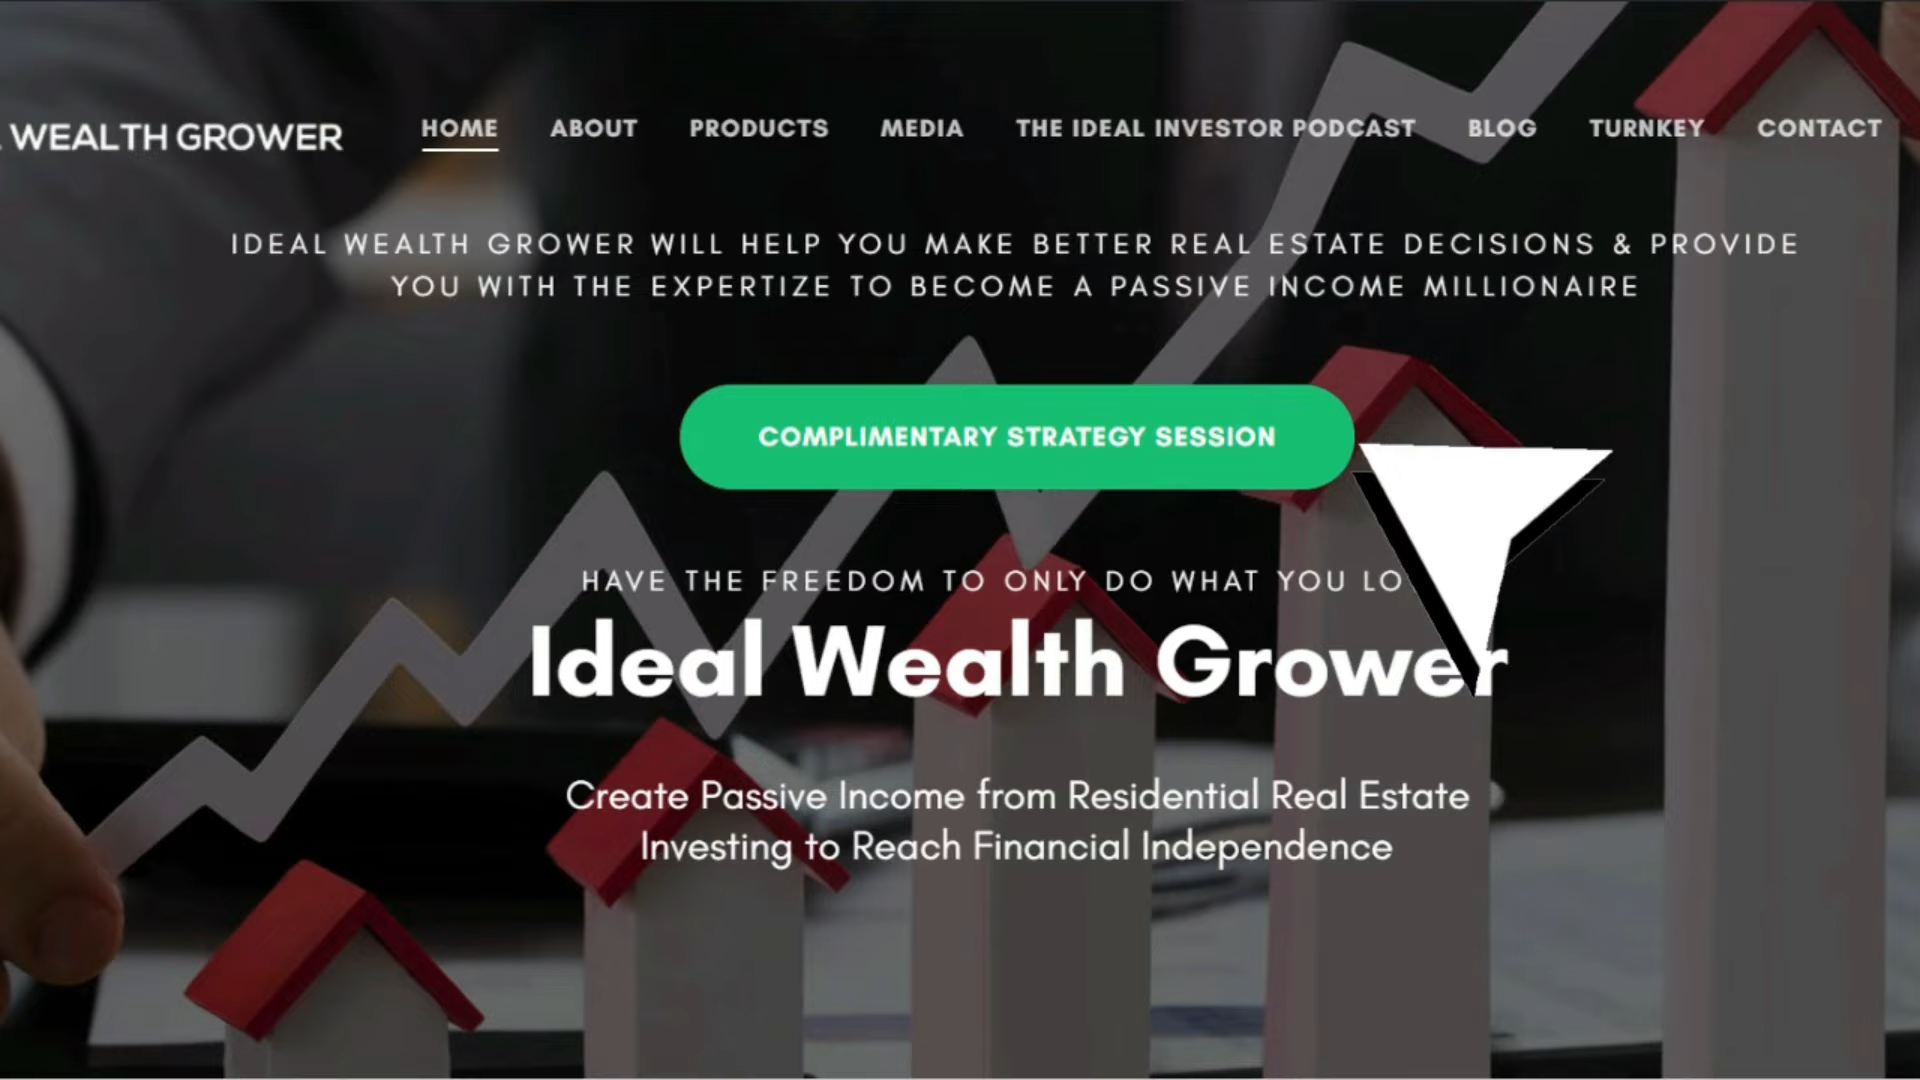 WEALTH GROWER
HOME
ABOUT
PRODUCTS
MEDIA
THE IDEAL INVESTOR PODCAST
BLOG
TURNKEY
CONTACT
IDEAL WEALTH GROWER WILL HELP YOU MAKE BETTER REAL ESTATE DECISIONS & PROVIDE
YOU WITH THE EXPERTIZE TO BECOME A PASSIVE INCOME MILLIONAIRE
COMPLIMENTARY STRATEGY SESSION
HAVE THE FREEDOM TO ONLY DO WHAT YOU LO
Ideal Wealth Grower
Create Passive Income from Residential Real Estate
Investing to Reach Financial Independence